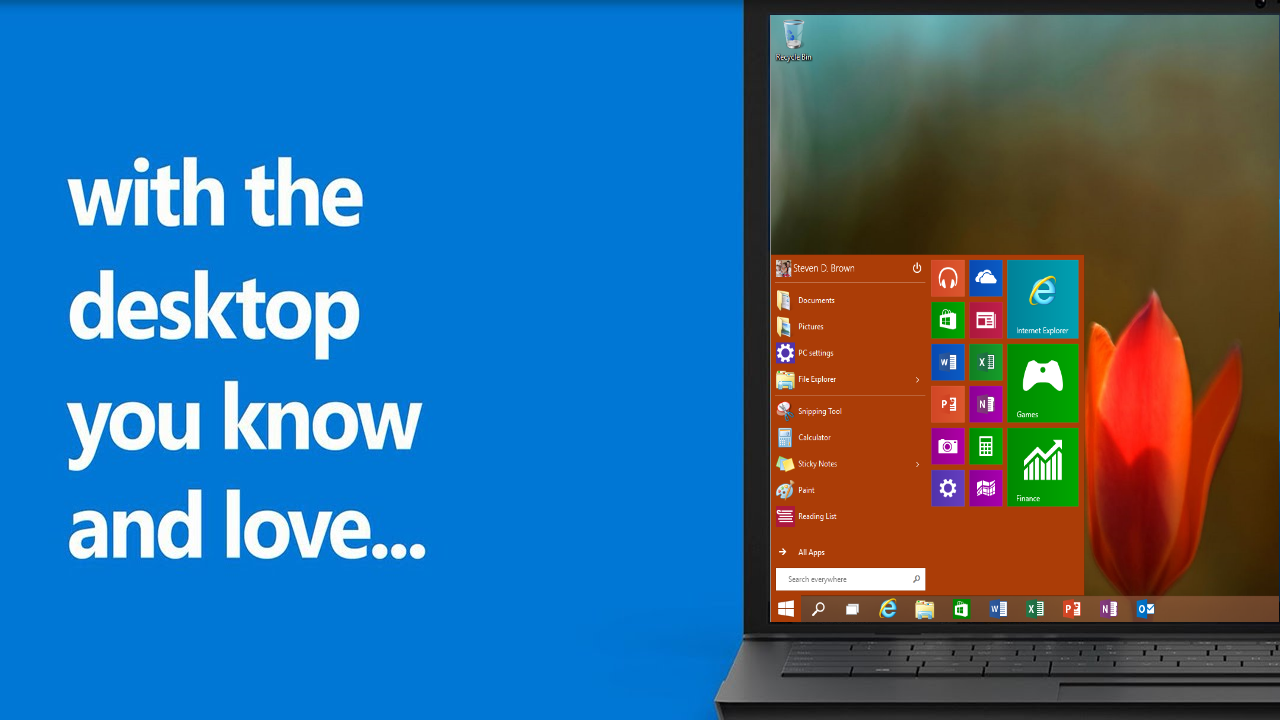 with the
desktop
you know
and love...
Recycle Bin
Steven D. Brown
Documents
Pictures
PC settings
File Explorer
Snipping Tool
Calculator
Sticky Notes
Paint
Reading List
All Apps
Search everywhere
Internet Explorer
Games
Finance